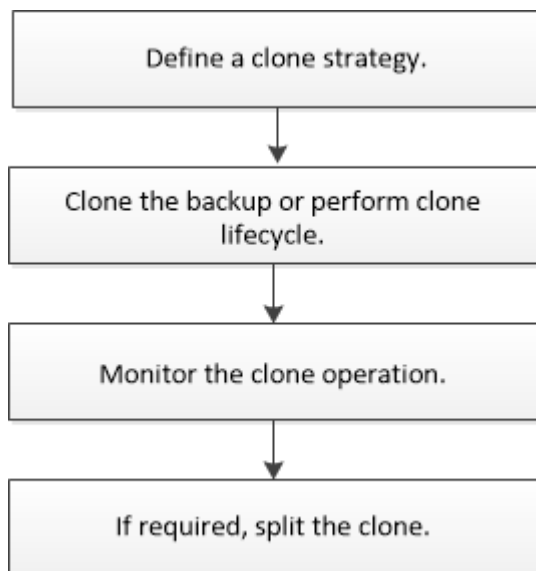 Define a clone strategy.
Clone the backup or perform clone
lifecycle.
Monitor the clone operation.
If required, split the clone.